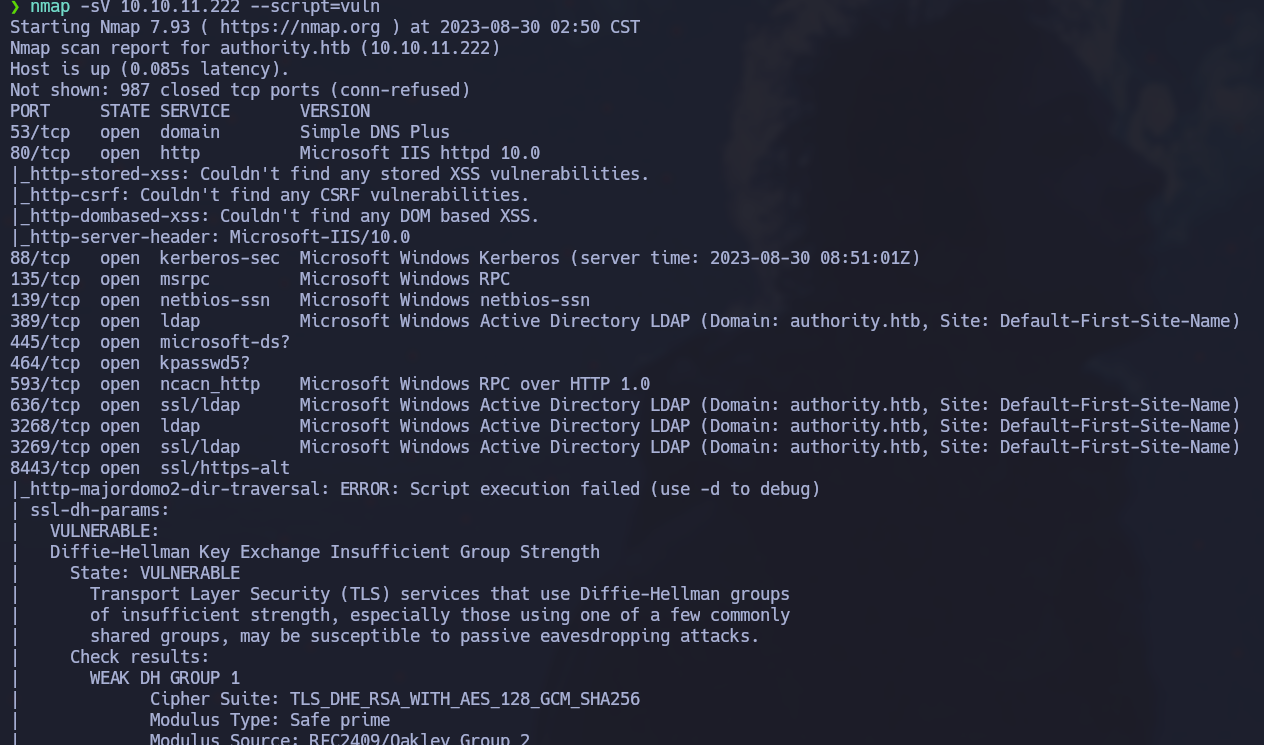 ❯ nmap -sV 10.10.11.222 --script=vuln
Starting Nmap 7.93 ( https://nmap.org ) at 2023-08-30 02:50 CST
Nmap scan report for authority.htb (10.10.11.222)
Host is up (0.085s latency).
Not shown: 987 closed tcp ports (conn-refused)
PORT     STATE SERVICE       VERSION
53/tcp   open  domain        Simple DNS Plus
80/tcp   open  http          Microsoft IIS httpd 10.0
|_http-stored-xss: Couldn't find any stored XSS vulnerabilities.
|_http-csrf: Couldn't find any CSRF vulnerabilities.
|_http-dombased-xss: Couldn't find any DOM based XSS.
|_http-server-header: Microsoft-IIS/10.0
88/tcp   open  kerberos-sec  Microsoft Windows Kerberos (server time: 2023-08-30 08:51:01Z)
135/tcp  open  msrpc         Microsoft Windows RPC
139/tcp  open  netbios-ssn   Microsoft Windows netbios-ssn
389/tcp  open  ldap          Microsoft Windows Active Directory LDAP (Domain: authority.htb, Site: Default-First-Site-Name)
445/tcp  open  microsoft-ds?
464/tcp  open  kpasswd5?
593/tcp  open  ncacn_http    Microsoft Windows RPC over HTTP 1.0
636/tcp  open  ssl/ldap      Microsoft Windows Active Directory LDAP (Domain: authority.htb, Site: Default-First-Site-Name)
3268/tcp open  ldap          Microsoft Windows Active Directory LDAP (Domain: authority.htb, Site: Default-First-Site-Name)
3269/tcp open  ssl/ldap      Microsoft Windows Active Directory LDAP (Domain: authority.htb, Site: Default-First-Site-Name)
8443/tcp open  ssl/https-alt
|_http-majordomo2-dir-traversal: ERROR: Script execution failed (use -d to debug)
| ssl-dh-params:
|   VULNERABLE:
|   Diffie-Hellman Key Exchange Insufficient Group Strength
|     State: VULNERABLE
|       Transport Layer Security (TLS) services that use Diffie-Hellman groups
|       of insufficient strength, especially those using one of a few commonly
|       shared groups, may be susceptible to passive eavesdropping attacks.
|     Check results:
|       WEAK DH GROUP 1
|             Cipher Suite: TLS_DHE_RSA_WITH_AES_128_GCM_SHA256
|             Modulus Type: Safe prime
|             Modulus Source: RFC2409/Oakley Group 2